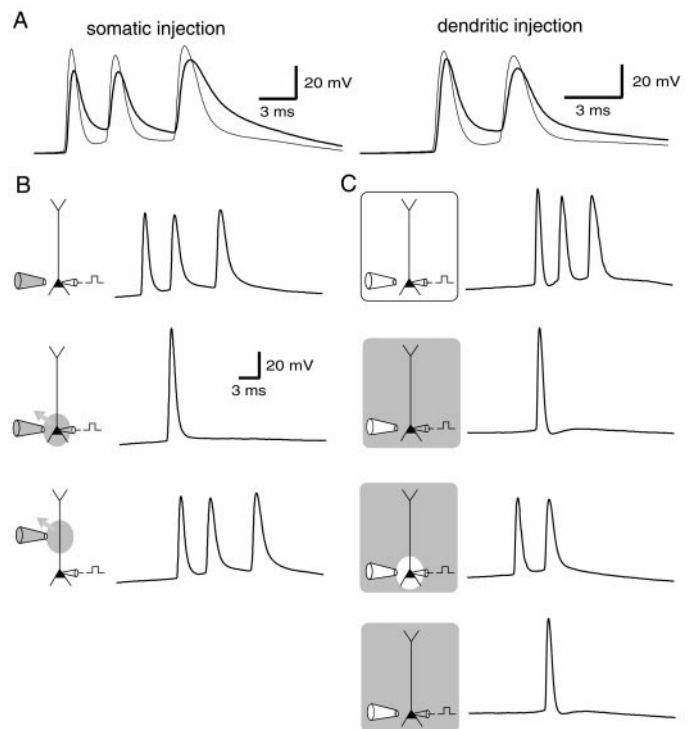 A
somatic injection
dendritic injection
20 mV
3 ms
20 mV
3 ms
B
C
20 mV
3 ms